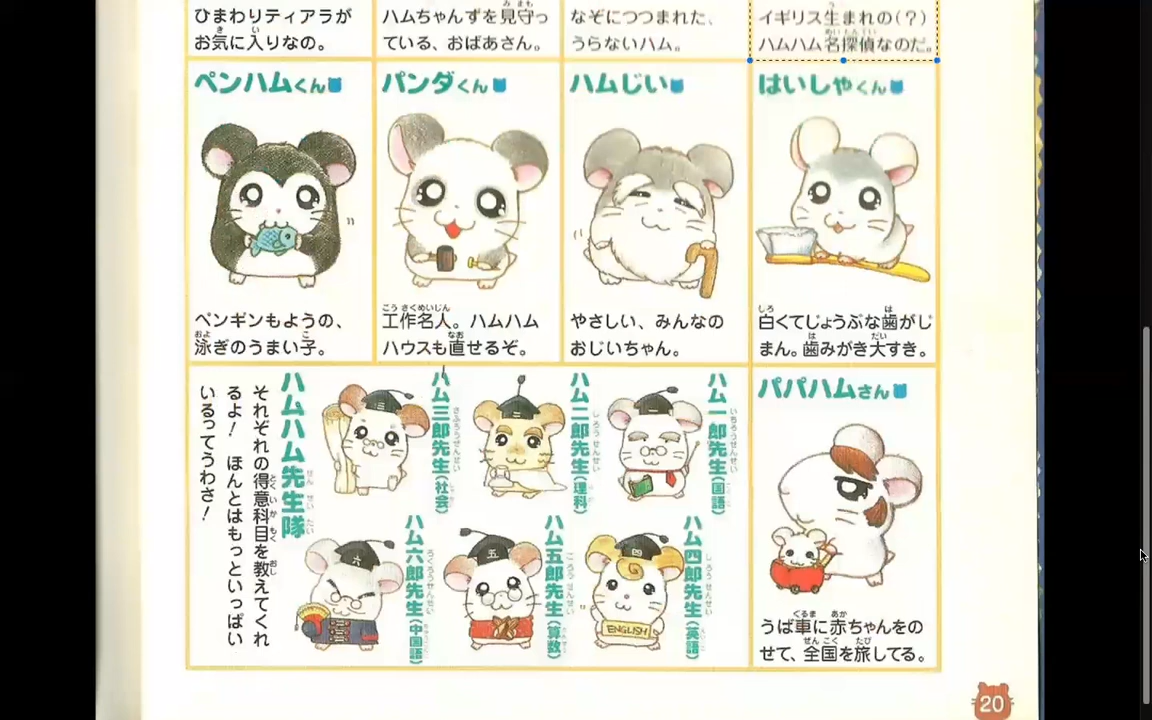 ひまわりティアラが
お気に入りなの。
ハムちゃんずを見守っ
ている、おばあさん。
なぞにつつまれた、
うらないハム。
イギリス生まれの(?)
ハムハム名探偵なのだ。
ペンハムくん
ペンギンもようの、
泳ぎのうまい子。
パンダくん
工作名人。ハムハム
ハウスも直せるぞ。
ハムじい
やさしい、みんなの
おじいちゃん。
はいしゃくん
白くてじょうぶな歯がじ
まん。歯みがき大すき。
パパハムさん
うば車に赤ちゃんをの
せて、全国を旅してる。
ハム一郎先生(国語)
ハム二郎先生(理科)
ハム三郎先生(社会)
ハム四郎先生(英語)
ENGLISH
ハム五郎先生(算数)
ハム六郎先生(中国語)
ハムハム先生隊
それぞれの得意科目を教えてくれ
るよ! ほんとはもっといっぱい
いるってうわさ!
20